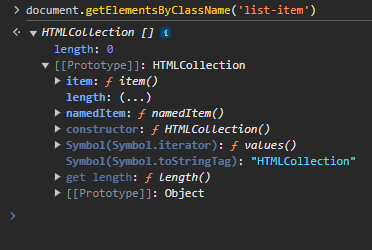 document.getElementsByClassName('list-item')
HTMLCollection [] i
length: 0
[[Prototype]]: HTMLCollection
item: ƒ item()
length: (...)
namedItem: ƒ namedItem()
constructor: ƒ HTMLCollection()
Symbol(Symbol.iterator): ƒ values()
Symbol(Symbol.toStringTag): "HTMLCollection"
get length: ƒ length()
[[Prototype]]: Object